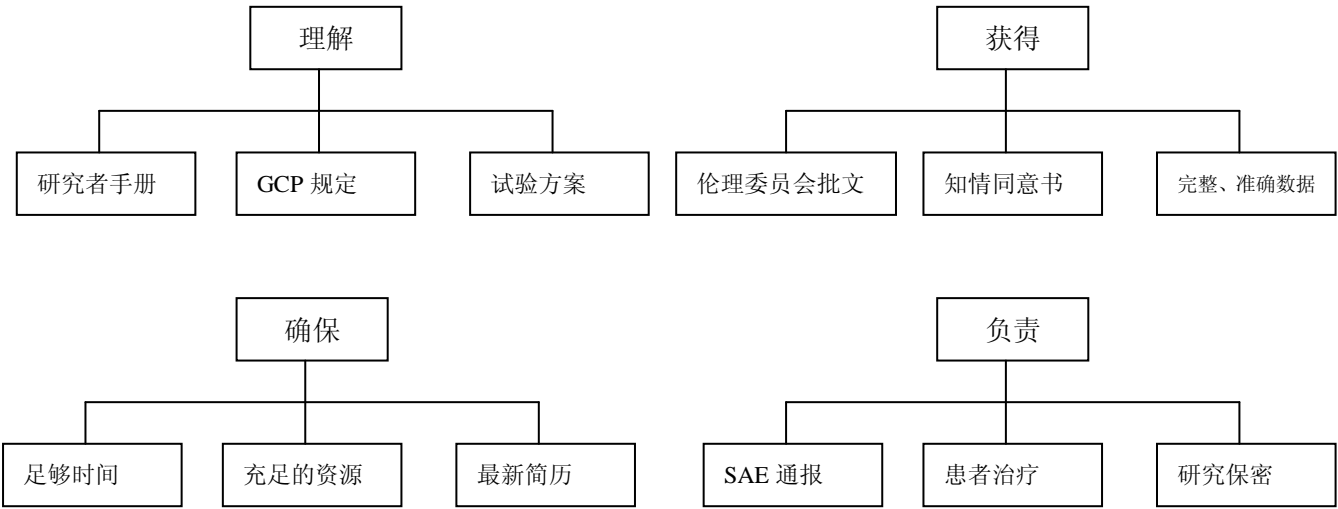 理解
获得
研究者手册
GCP 规定
试验方案
伦理委员会批文
知情同意书
完整、准确数据
确保
负责
足够时间
充足的资源
最新简历
SAE 通报
患者治疗
研究保密